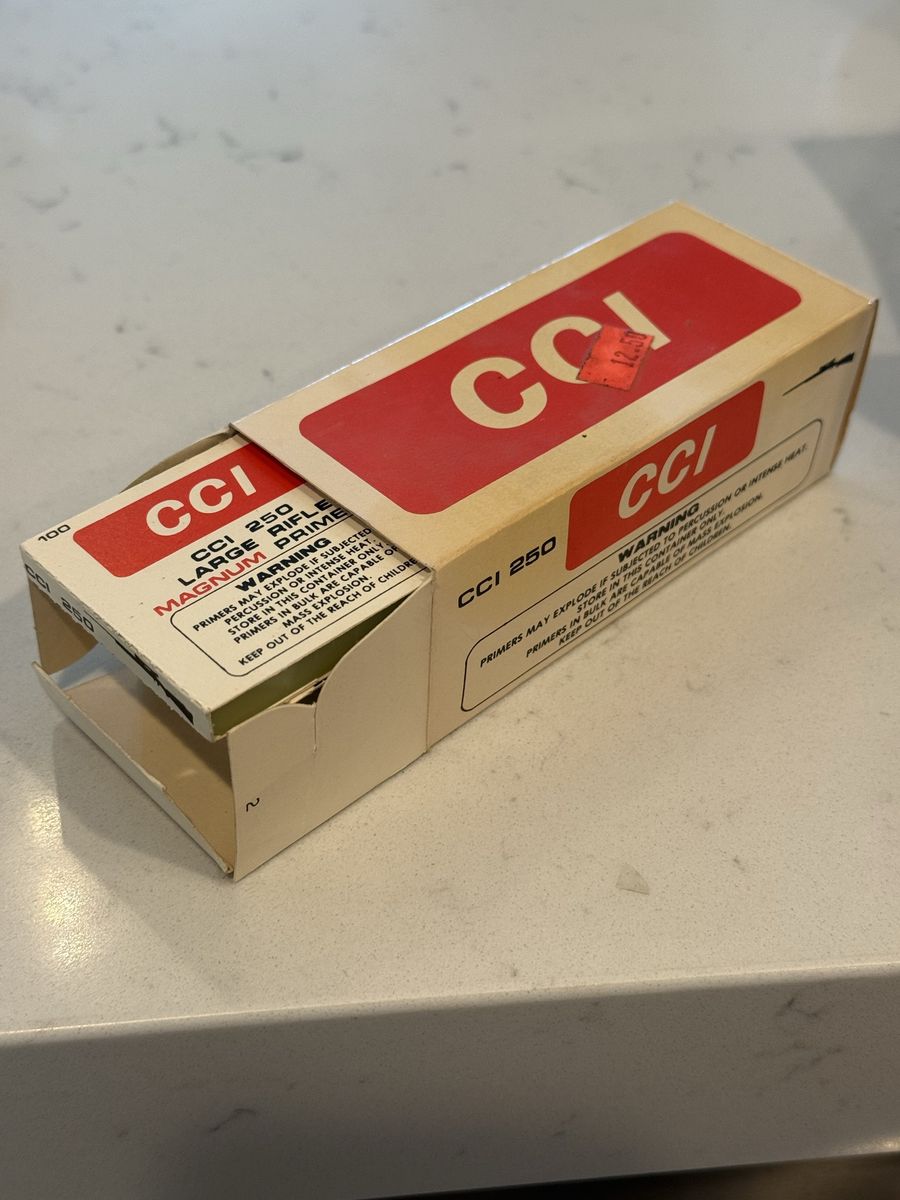 CCI
12.50
CCI
CCI 250
WARNING
PRIMERS MAY EXPLODE IF SUBJECTED TO PERCUSSION OR INTENSE HEAT.
STORE IN THIS CONTAINER ONLY.
PRIMERS IN BULK ARE CAPABLE OF MASS EXPLOSION.
KEEP OUT OF THE REACH OF CHILDREN.
100
CCI
CCI 250
LARGE RIFLE
MAGNUM PRIME
WARNING
PRIMERS MAY EXPLODE IF SUBJECTED
PERCUSSION OR INTENSE HEAT.
STORE IN THIS CONTAINER ONLY.
PRIMERS IN BULK ARE CAPABLE OF
MASS EXPLOSION.
KEEP OUT OF THE REACH OF CHILDRE
CCI 250
2